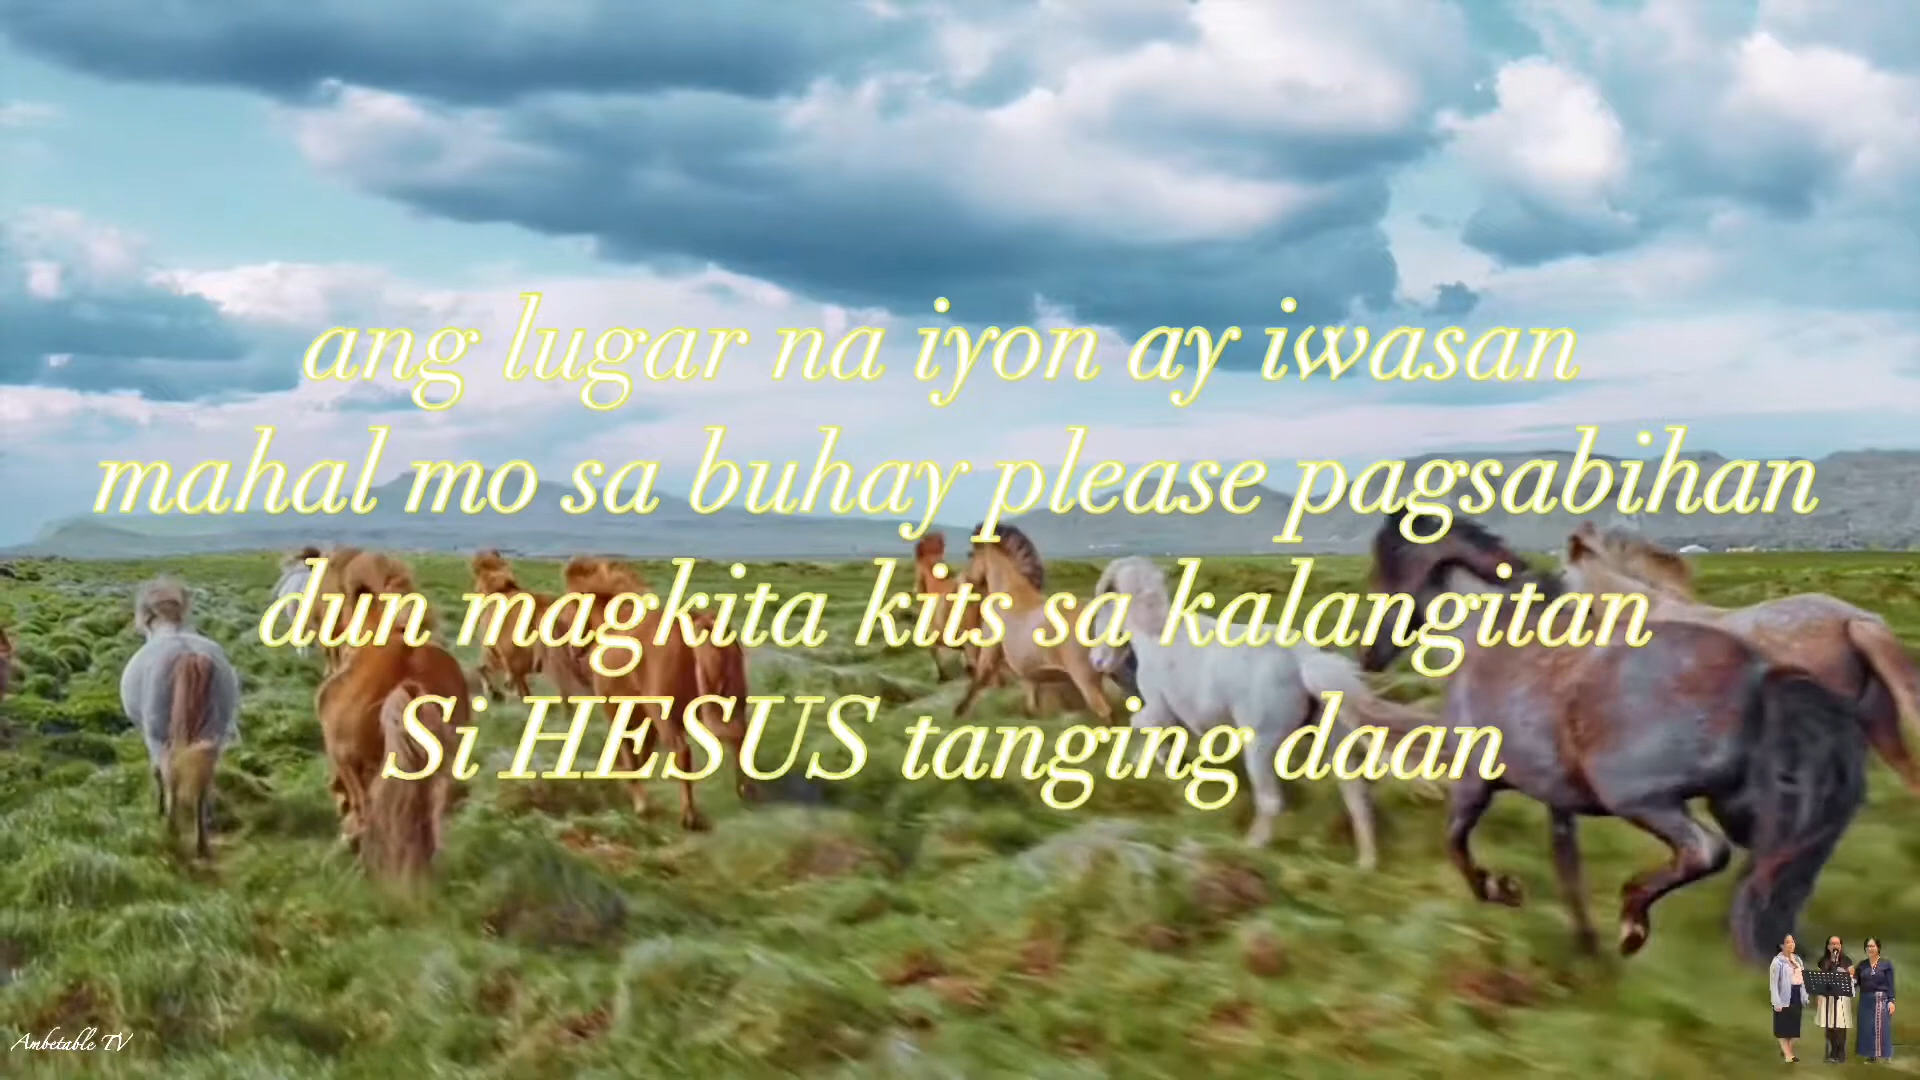 ang lugar na iyon ay iwasan
mahal mo sa buhay please pagsabihan
dun magkita kits sa kalangitan
Si HESUS tanging daan
Ambetable TV